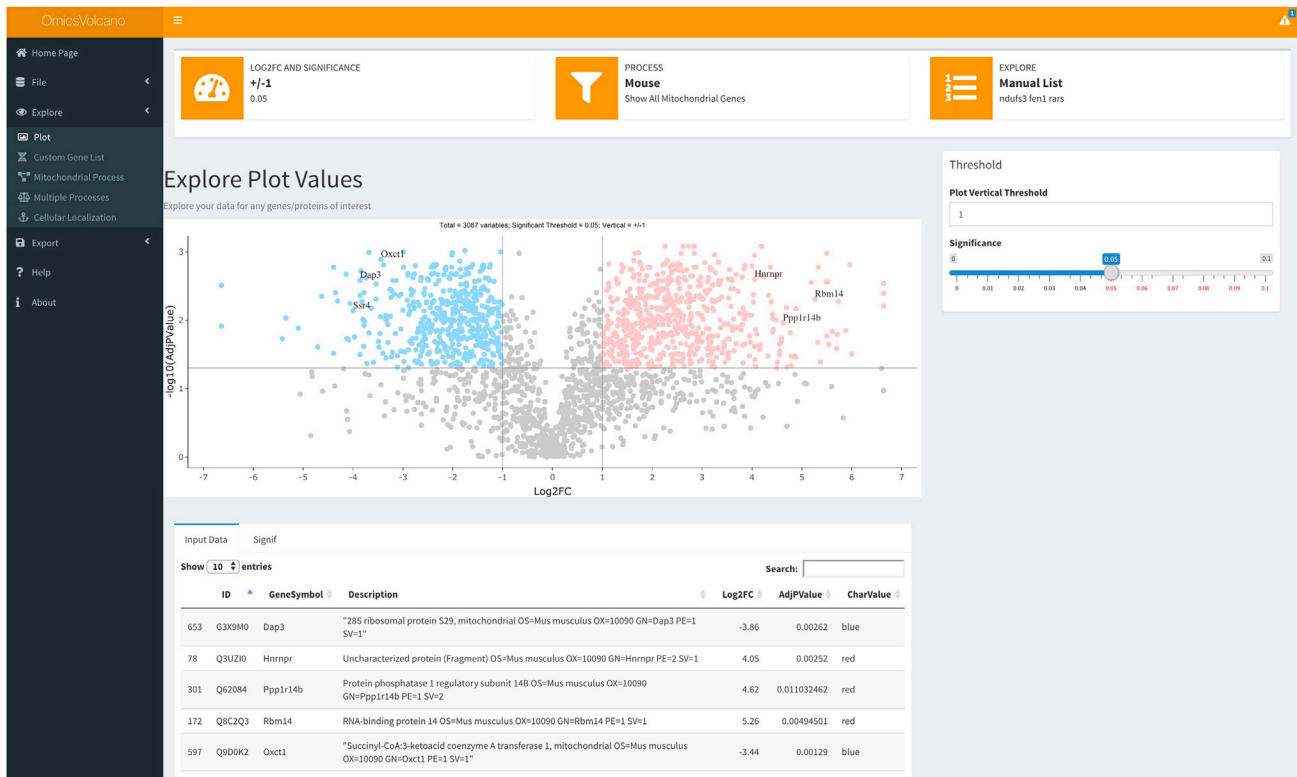 OmicsVolcano
1
Home Page
File
Explore
Plot
Custom Gene List
Mitochondrial Process
Multiple Processes
Cellular Localization
Export
Help
About
LOG2FC AND SIGNIFICANCE
+/-1
0.05
PROCESS
Mouse
Show All Mitochondrial Genes
1
2
3
EXPLORE
Manual List
ndufs3 fen1 rars
Explore Plot Values
Explore your data for any genes/proteins of interest
Total = 3087 variables; Significant Threshold = 0.05; Vertical = +/-1
-log10(AdjPValue)
3
2
1
0
Oxct1
Dap3
Ssr4
Hnrnpr
Rbm14
Ppp1r14b
-7 -6 -5 -4 -3 -2 -1 0 1 2 3 4 5 6 7
Log2FC
Threshold
Plot Vertical Threshold
1
Significance
0 0.05 0.1
0 0.01 0.02 0.03 0.04 0.05 0.06 0.07 0.08 0.09 0.1
Input Data Signif
Show 10 entries
Search:
ID GeneSymbol Description Log2FC AdjPValue CharValue
653 G3X9M0 Dap3 "28S ribosomal protein S29, mitochondrial OS=Mus musculus OX=10090 GN=Dap3 PE=1
SV=1" -3.86 0.00262 blue
78 Q3UZI0 Hnrnpr Uncharacterized protein (Fragment) OS=Mus musculus OX=10090 GN=Hnrnpr PE=2 SV=1 4.05 0.00252 red
301 Q62084 Ppp1r14b Protein phosphatase 1 regulatory subunit 14B OS=Mus musculus OX=10090
GN=Ppp1r14b PE=1 SV=2 4.62 0.011032462 red
172 Q8C2Q3 Rbm14 RNA-binding protein 14 OS=Mus musculus OX=10090 GN=Rbm14 PE=1 SV=1 5.26 0.00494501 red
597 Q9D0K2 Oxct1 "Succinyl-CoA:3-ketoacid coenzyme A transferase 1, mitochondrial OS=Mus musculus
OX=10090 GN=Oxct1 PE=1 SV=1" -3.44 0.00129 blue